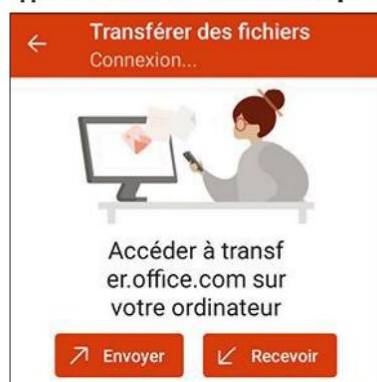 Transférer des fichiers
Connexion...
Accéder à transf
er.office.com sur
votre ordinateur
Envoyer
Recevoir